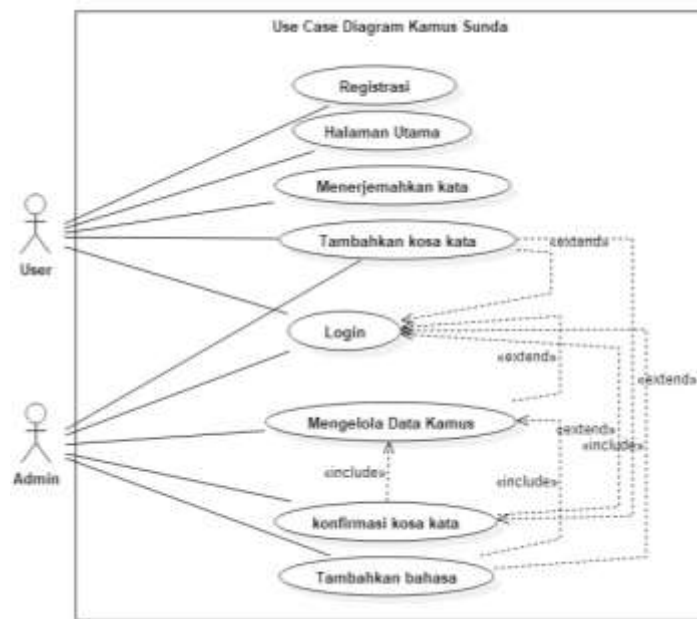 Use Case Diagram Kamus Sunda
Registrasi
Halaman Utama
Menerjemahkan kata
Tambahkan kosa kata
«extend»
User
Login
«extend»
«extend»
Mengelola Data Kamus
«extend»
«include»
Admin
«include»
«include»
konfirmasi kosa kata
Tambahkan bahasa